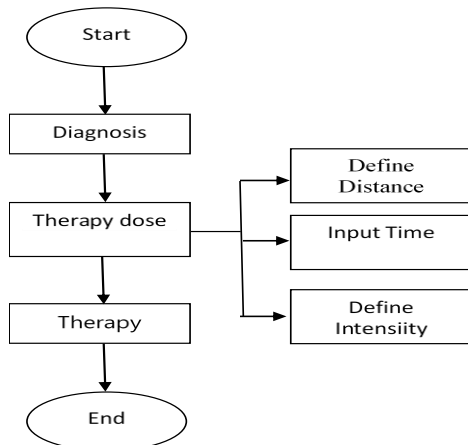 Start
Diagnosis
Therapy dose
Define
Distance
Input Time
Define
Intensiity
Therapy
End